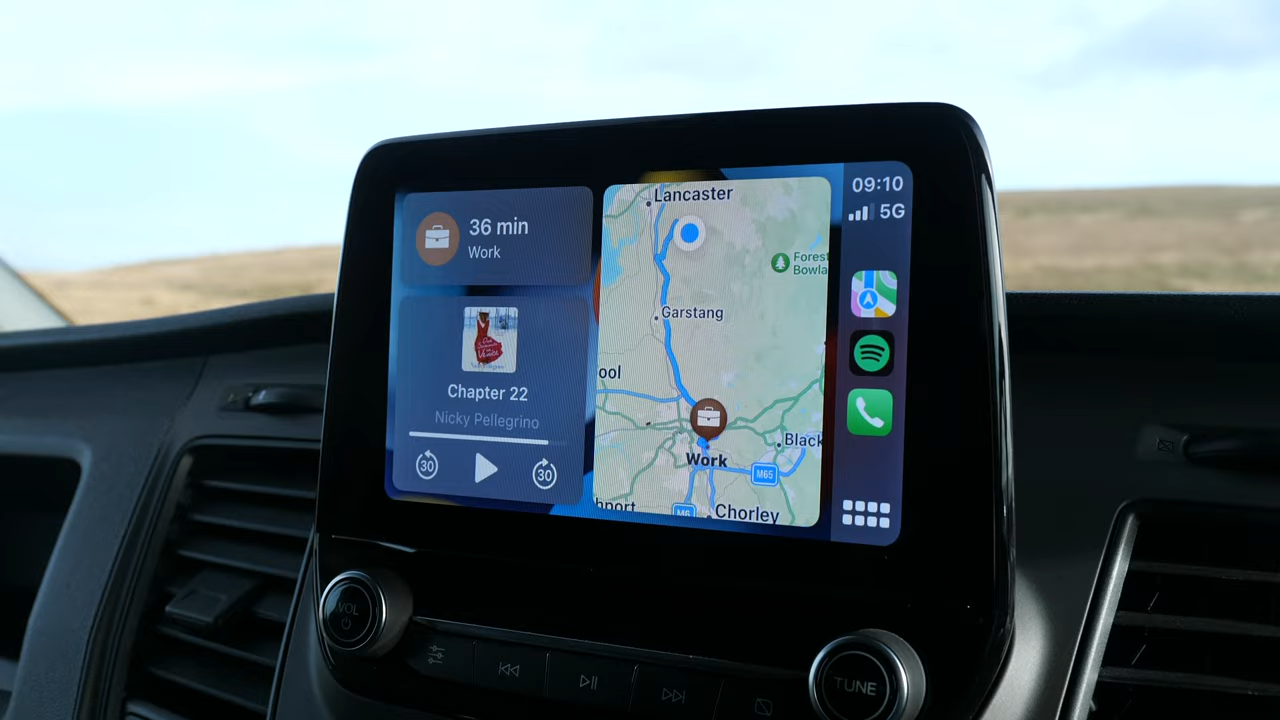 36 min
Work
Chapter 22
Nicky Pellegrino
30
30
Lancaster
Forest
Bowla
Garstang
ool
Black
Work
M65
hport
M6
Chorley
09:10
5G
VOL
TUNE